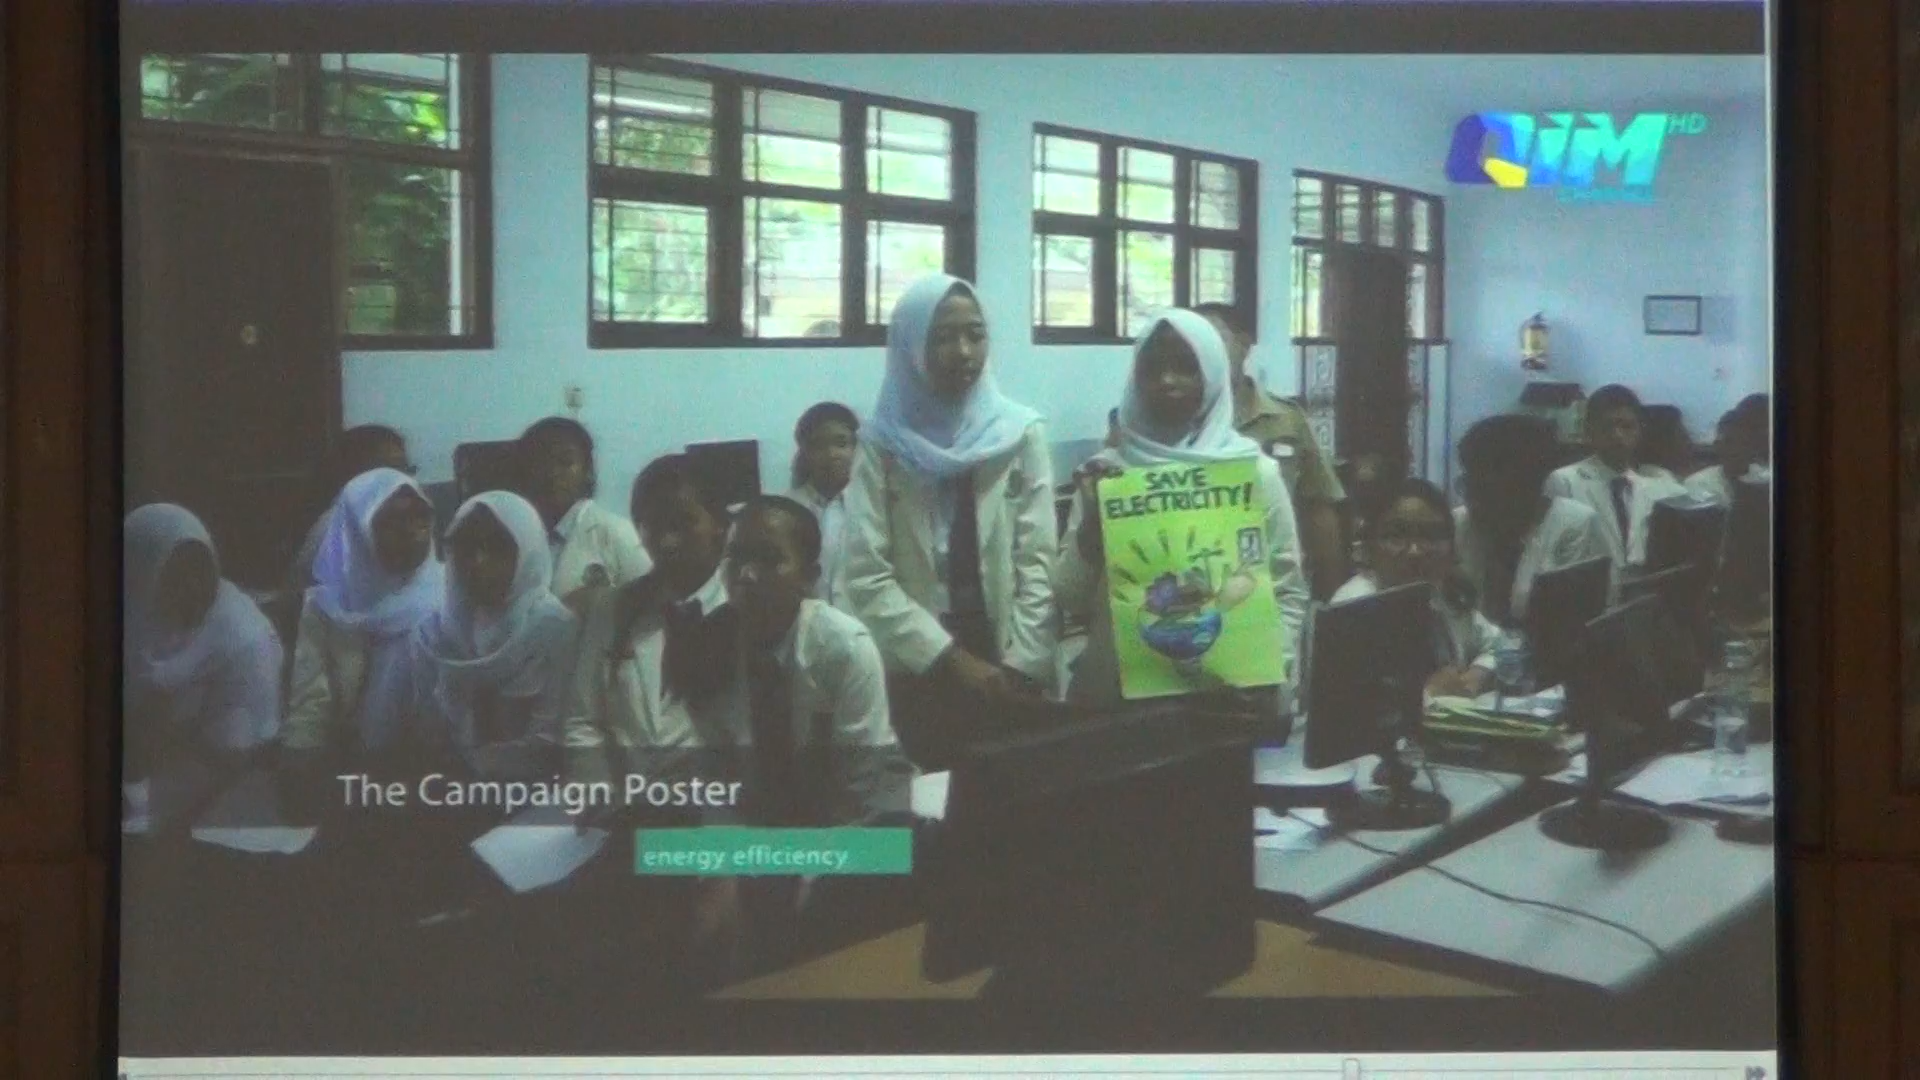 QIM HD
SAVE
ELECTRICITY!
The Campaign Poster
energy efficiency